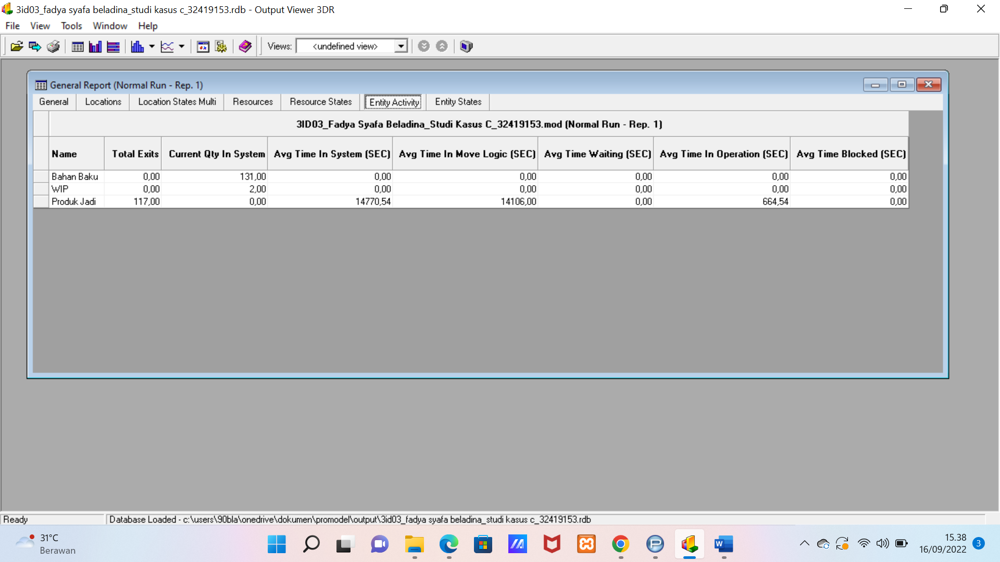 3id03_fadya syafa beladina_studi kasus c_32419153.rdb - Output Viewer 3DR
File View Tools Window Help
Views: <undefined view>
General Report (Normal Run - Rep. 1)
General Locations Location States Multi Resources Resource States Entity Activity Entity States
3ID03_Fadya Syafa Beladina_Studi Kasus C_32419153.mod (Normal Run - Rep. 1)
Name Total Exits Current Qty In System Avg Time In System (SEC) Avg Time In Move Logic (SEC) Avg Time Waiting (SEC) Avg Time In Operation (SEC) Avg Time Blocked (SEC)
Bahan Baku 0,00 131,00 0,00 0,00 0,00 0,00 0,00
WIP 0,00 2,00 0,00 0,00 0,00 0,00 0,00
Produk Jadi 117,00 0,00 14770,54 14106,00 0,00 664,54 0,00
Ready Database Loaded - c:\users\90bla\onedrive\dokumen\promodel\output\3id03_fadya syafa beladina_studi kasus c_32419153.rdb
31°C
Berawan
15.38
16/09/2022
3